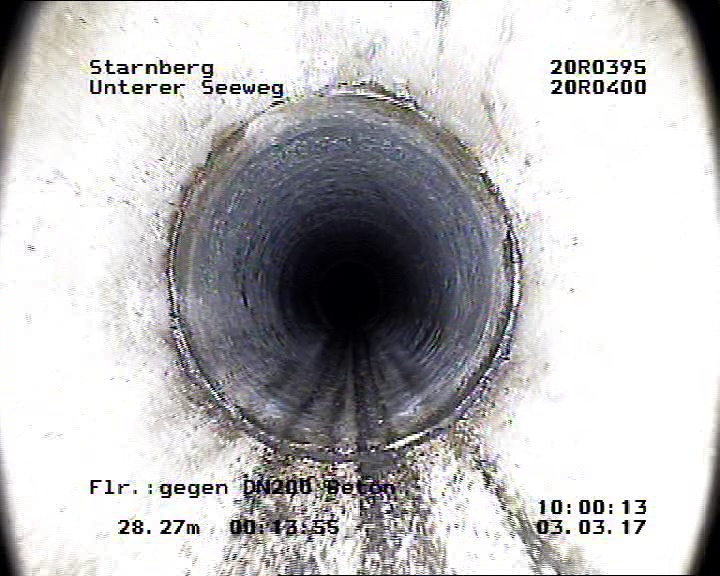 Starnberg 20R0395
Unterer Seeweg 20R0400
Flr.:gegen DN200 Beton
10:00:13
28.27m 00:13:55 03.03.17